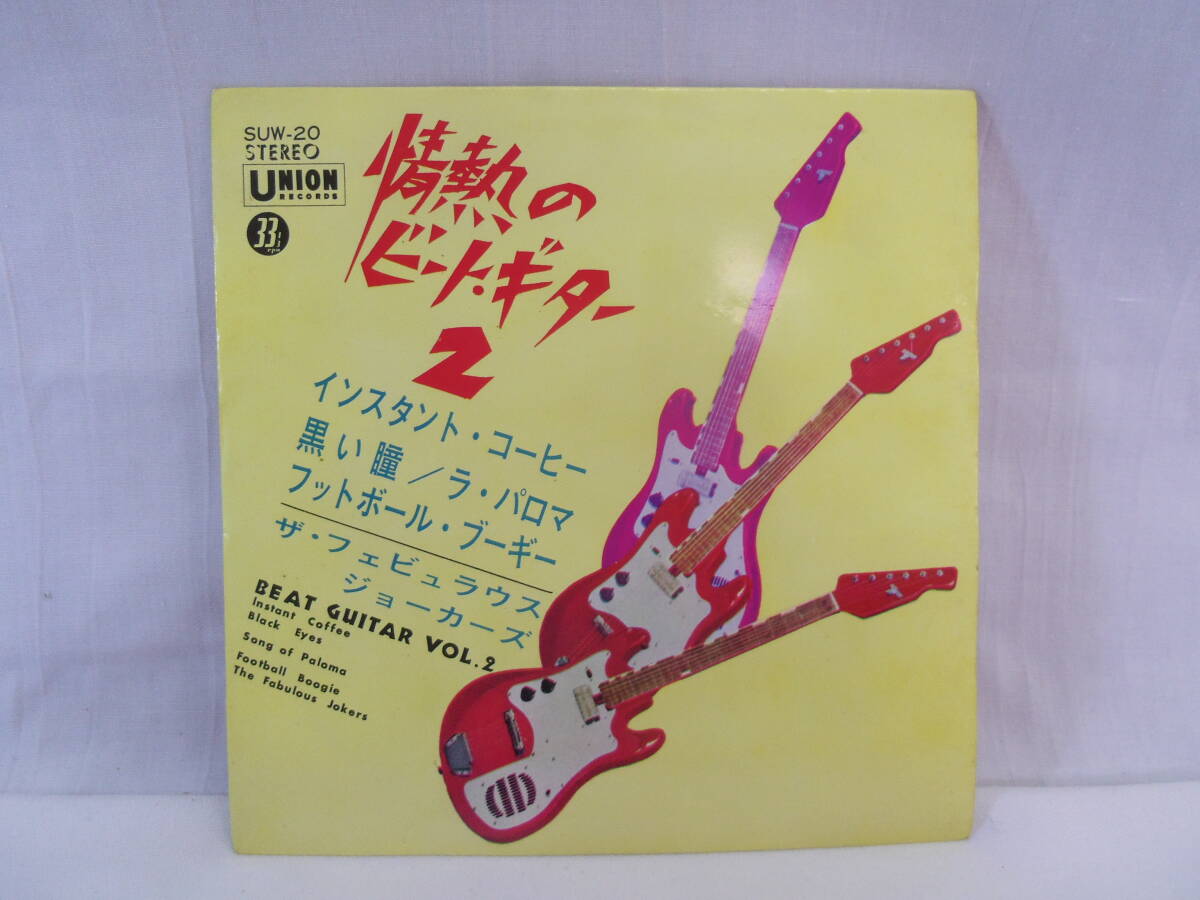 SUW-20
STEREO
UNION
RECORDS
33⅓
rpm
情熱の
ビート・ギター
2
インスタント・コーヒー
黒い瞳／ラ・パロマ
フットボール・ブーギー
ザ・フェビュラウス
ジョーカーズ
BEAT GUITAR VOL.2
Instant Coffee
Black Eyes
Song of Paloma
Football Boogie
The Fabulous Jokers